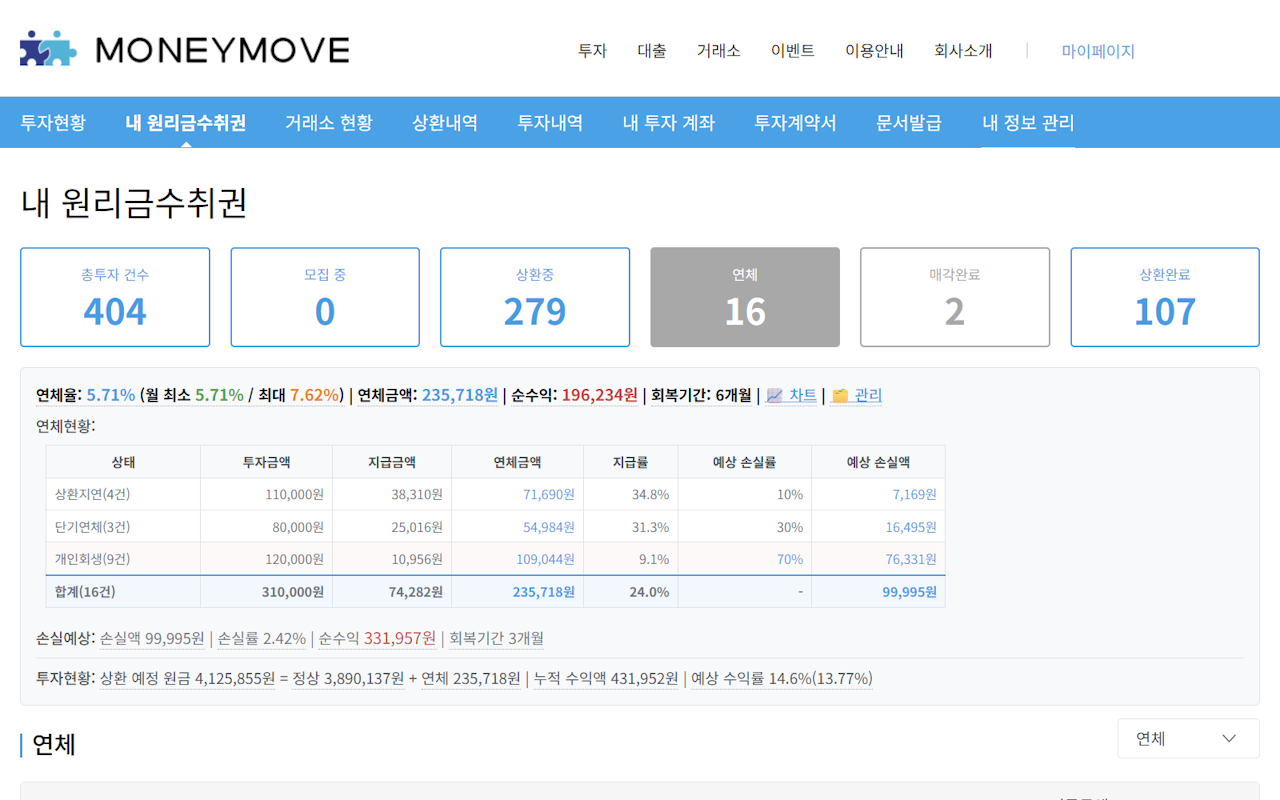 MONEYMOVE
투자 대출 거래소 이벤트 이용안내 회사소개 | 마이페이지
투자현황 내 원리금수취권 거래소 현황 상환내역 투자내역 내 투자 계좌 투자계약서 문서발급 내 정보 관리
내 원리금수취권
총투자 건수 모집 중 상환중 연체 매각완료 상환완료
404 0 279 16 2 107
연체율: 5.71% (월 최소 5.71% / 최대 7.62%) | 연체금액: 235,718원 | 순수익: 196,234원 | 회복기간: 6개월 | 📈 차트 | 🗂️ 관리
연체현황:
상태 투자금액 지급금액 연체금액 지급률 예상 손실률 예상 손실액
상환지연(4건) 110,000원 38,310원 71,690원 34.8% 10% 7,169원
단기연체(3건) 80,000원 25,016원 54,984원 31.3% 30% 16,495원
개인회생(9건) 120,000원 10,956원 109,044원 9.1% 70% 76,331원
합계(16건) 310,000원 74,282원 235,718원 24.0% - 99,995원
손실예상: 손실액 99,995원 | 손실률 2.42% | 순수익 331,957원 | 회복기간 3개월
투자현황: 상환 예정 원금 4,125,855원 = 정상 3,890,137원 + 연체 235,718원 | 누적 수익액 431,952원 | 예상 수익률 14.6%(13.77%)
연체
연체